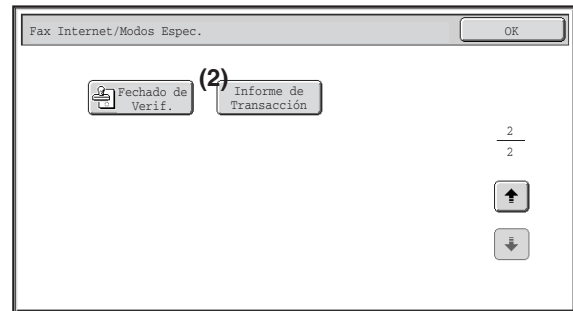 Fax Internet/Modos Espec.
OK
Fechado de
Verif.
(2)
Informe de
Transacción
2
2